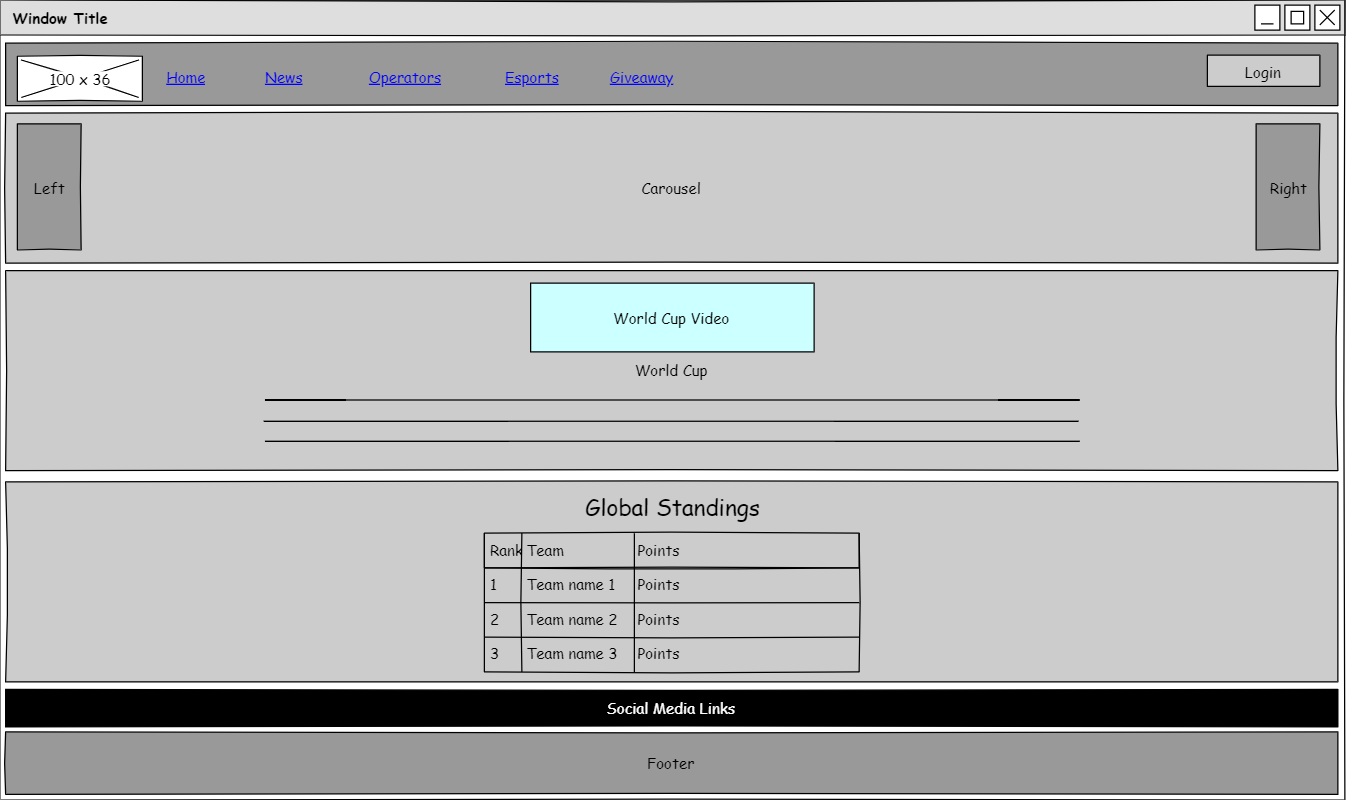 Window Title
100 x 36
Home News Operators Esports Giveaway
Login
Left
Carousel
Right
World Cup Video
World Cup
Global Standings
Rank Team Points
1 Team name 1 Points
2 Team name 2 Points
3 Team name 3 Points
Social Media Links
Footer